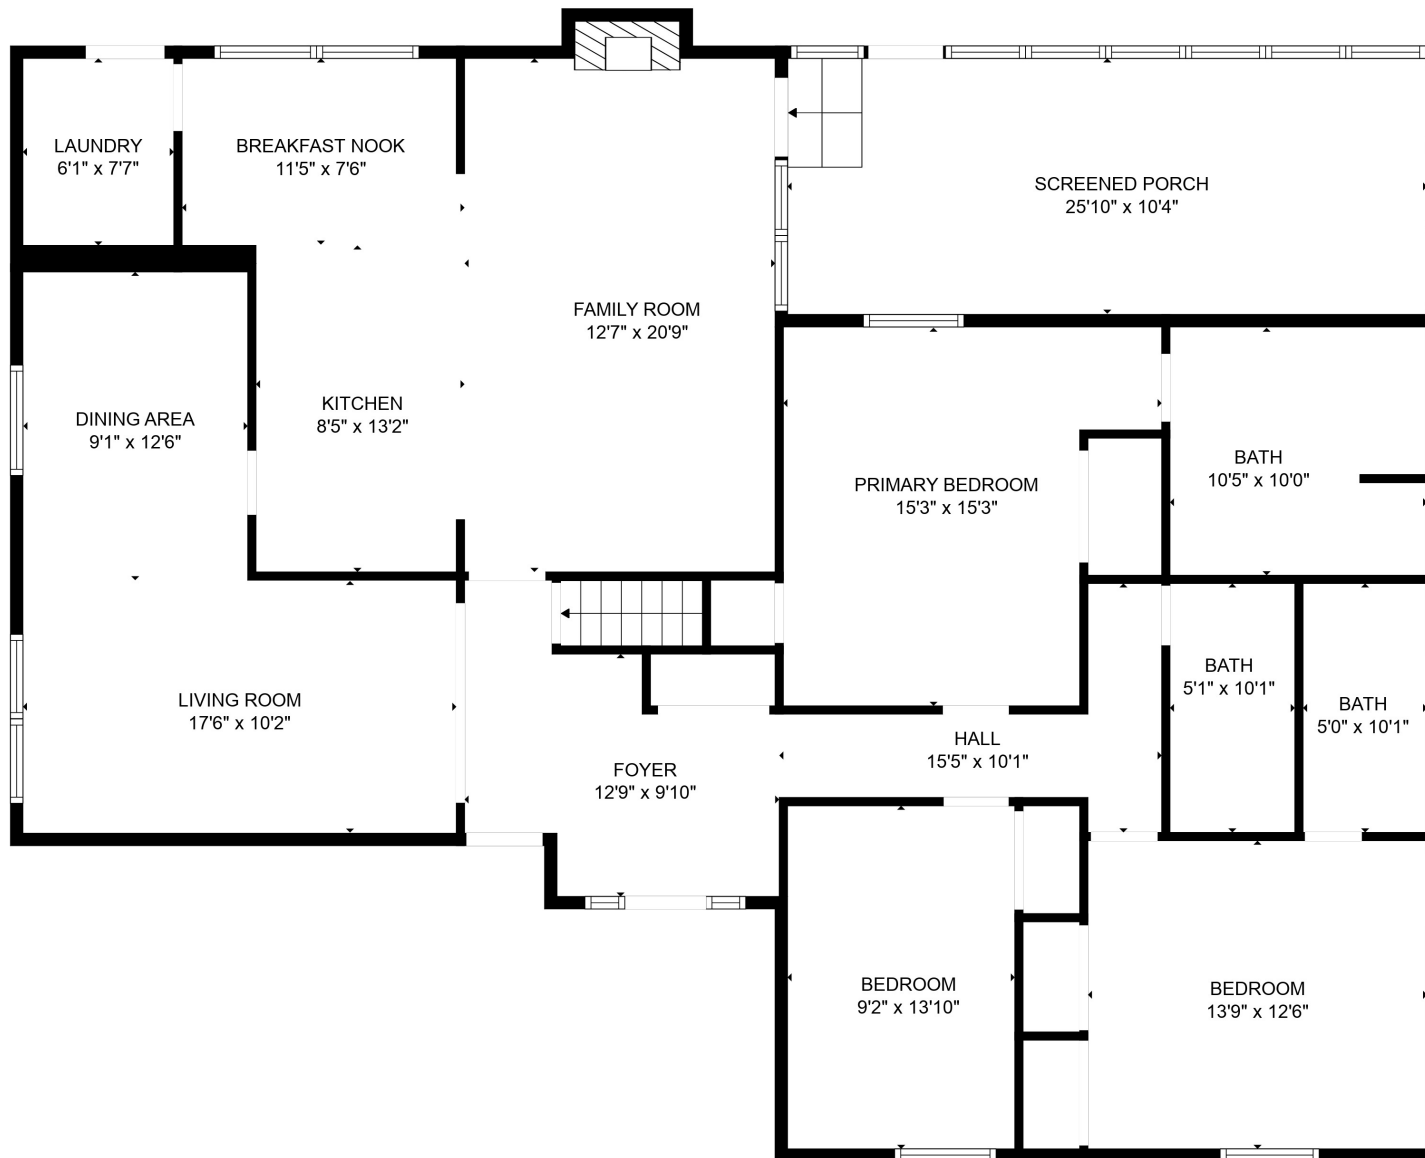 LAUNDRY
6'1" x 7'7"
BREAKFAST NOOK
11'5" x 7'6"
SCREENED PORCH
25'10" x 10'4"
FAMILY ROOM
12'7" x 20'9"
DINING AREA
9'1" x 12'6"
KITCHEN
8'5" x 13'2"
PRIMARY BEDROOM
15'3" x 15'3"
BATH
10'5" x 10'0"
LIVING ROOM
17'6" x 10'2"
BATH
5'1" x 10'1"
BATH
5'0" x 10'1"
HALL
15'5" x 10'1"
FOYER
12'9" x 9'10"
BEDROOM
9'2" x 13'10"
BEDROOM
13'9" x 12'6"